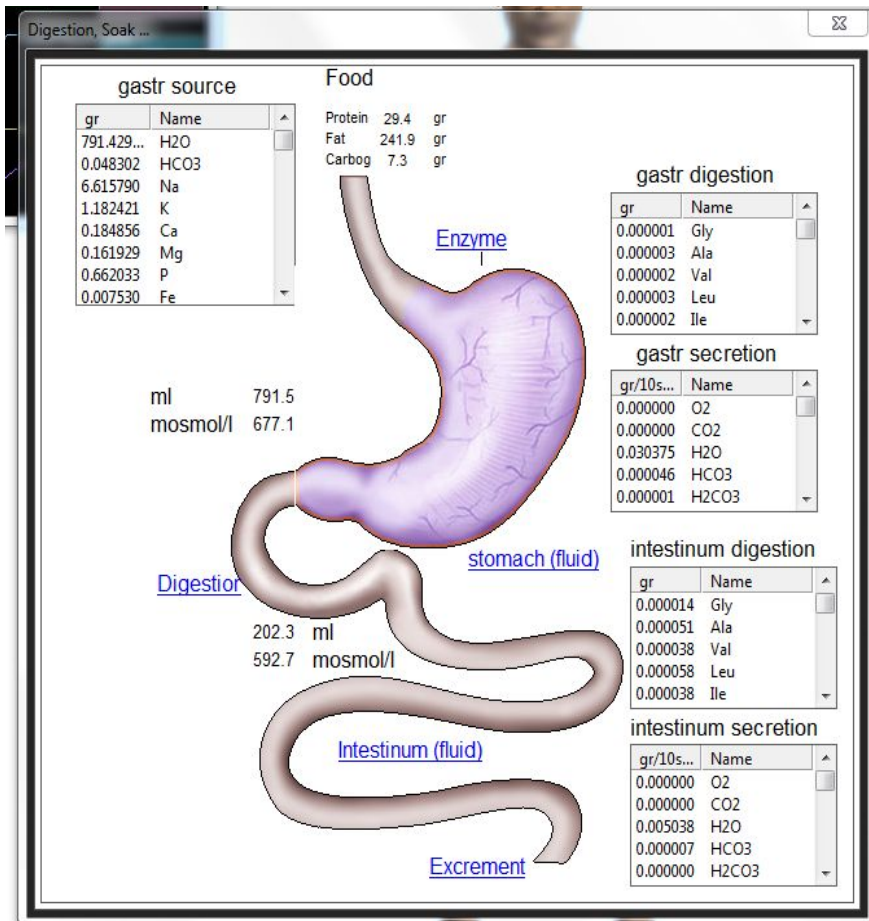 Digestion, Soak ...
gastr source
gr Name
791.429... H2O
0.048302 HCO3
6.615790 Na
1.182421 K
0.184856 Ca
0.161929 Mg
0.662033 P
0.007530 Fe
Food
Protein 29.4 gr
Fat 241.9 gr
Carbog 7.3 gr
gastr digestion
gr Name
0.000001 Gly
0.000003 Ala
0.000002 Val
0.000003 Leu
0.000002 Ile
Enzyme
gastr secretion
gr/10s... Name
0.000000 O2
0.000000 CO2
0.030375 H2O
0.000046 HCO3
0.000001 H2CO3
ml 791.5
mosmol/l 677.1
stomach (fluid)
Digestior
202.3 ml
592.7 mosmol/l
intestinum digestion
gr Name
0.000014 Gly
0.000051 Ala
0.000038 Val
0.000058 Leu
0.000038 Ile
Intestinum (fluid)
intestinum secretion
gr/10s... Name
0.000000 O2
0.000000 CO2
0.005038 H2O
0.000007 HCO3
0.000000 H2CO3
Excrement